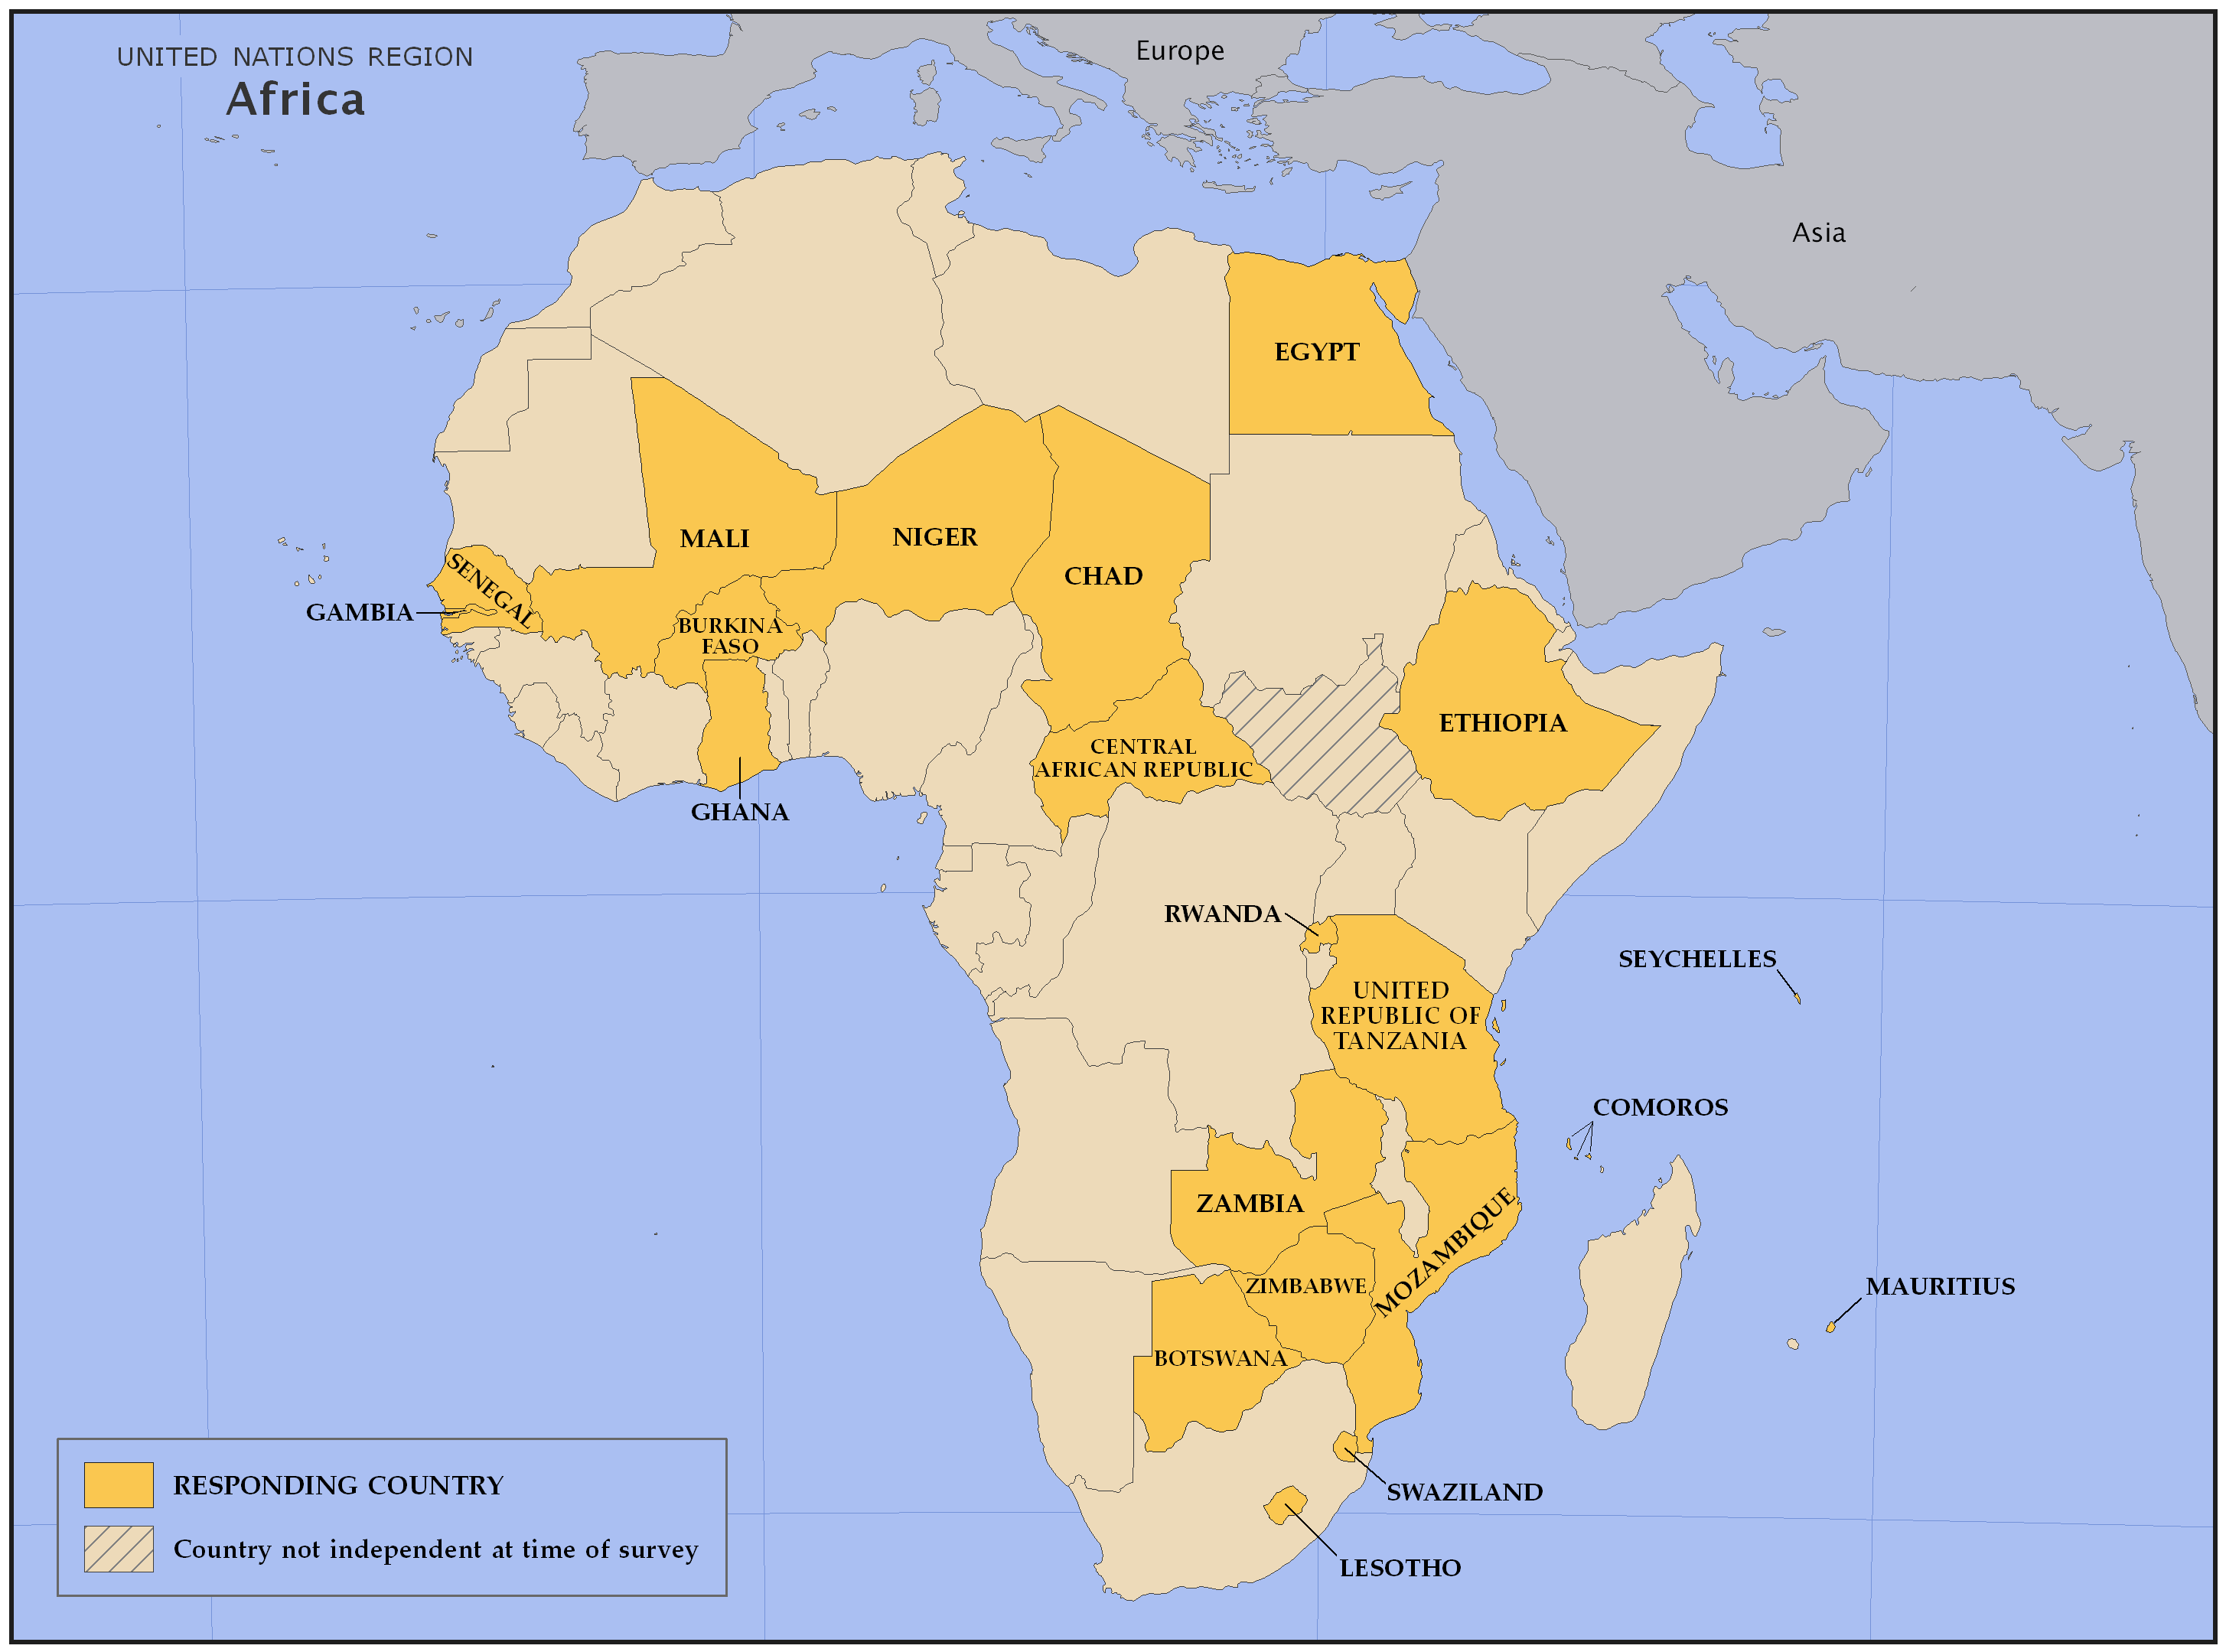 UNITED NATIONS REGION
Africa
Europe
Asia
EGYPT
MALI
NIGER
CHAD
SENEGAL
GAMBIA
BURKINA
FASO
ETHIOPIA
CENTRAL
AFRICAN REPUBLIC
GHANA
RWANDA
SEYCHELLES
UNITED
REPUBLIC OF
TANZANIA
COMOROS
ZAMBIA
MOZAMBIQUE
ZIMBABWE
MAURITIUS
BOTSWANA
SWAZILAND
LESOTHO
RESPONDING COUNTRY
Country not independent at time of survey